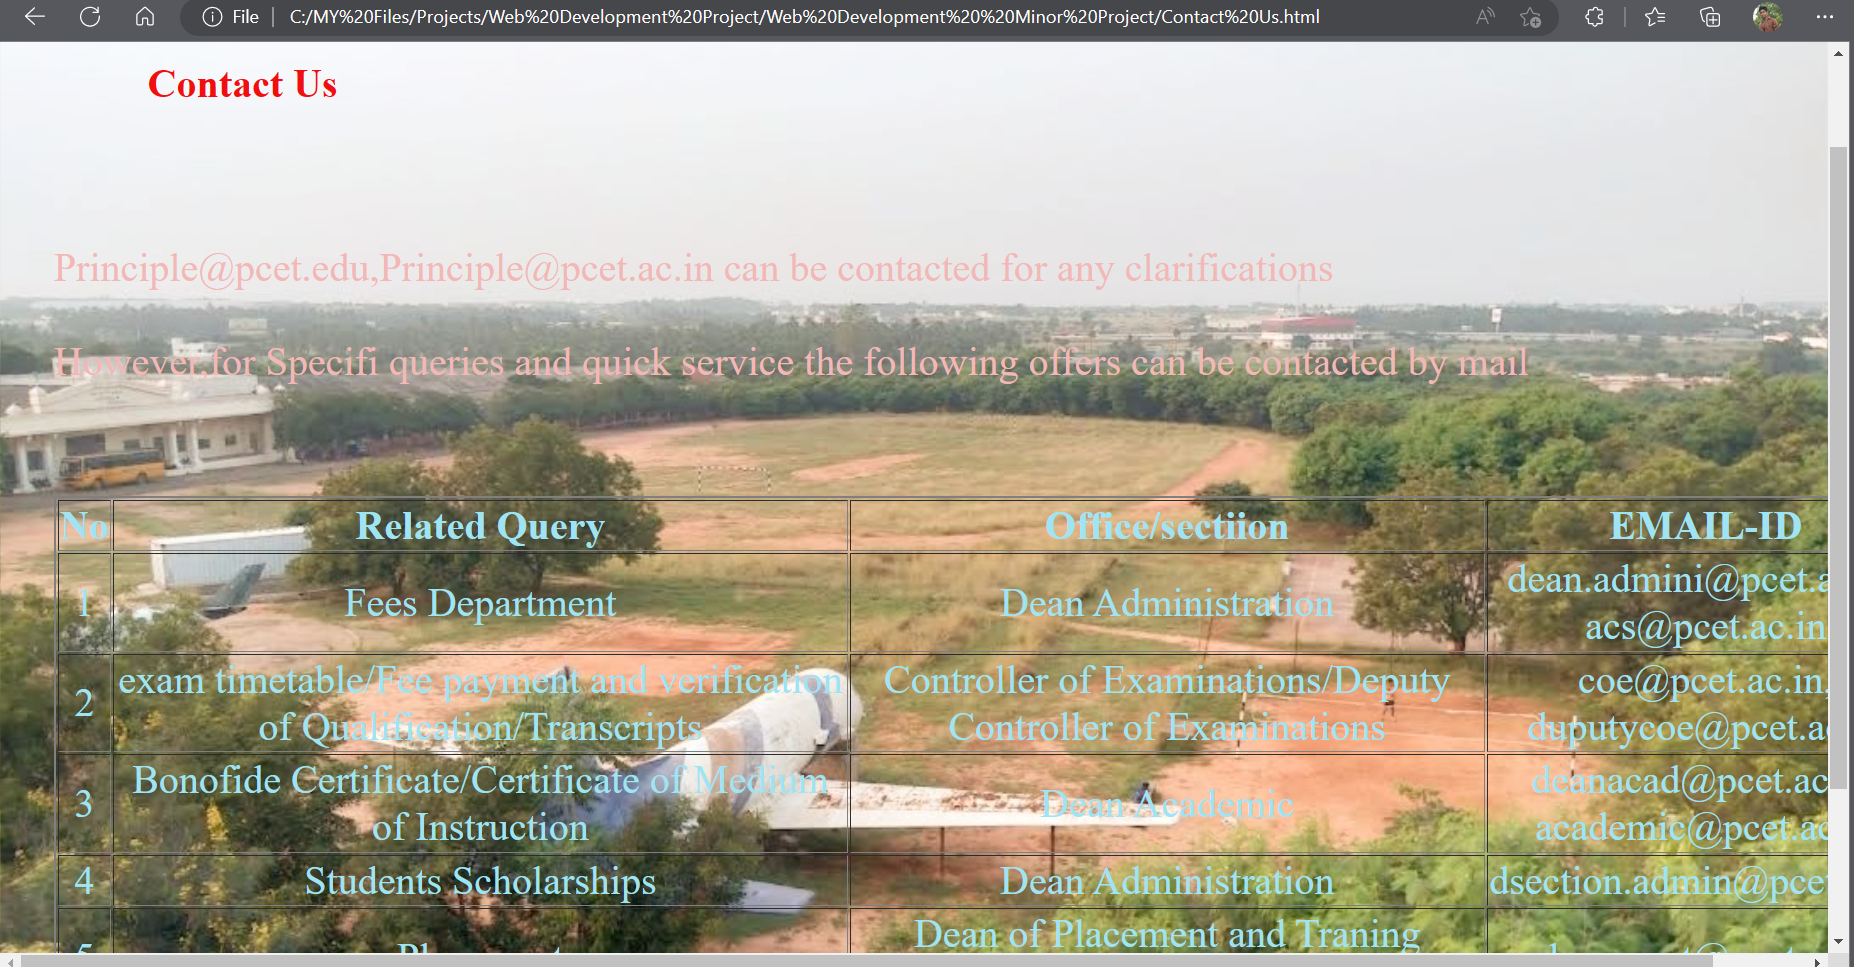 File
C:/MY%20Files/Projects/Web%20Development%20Project/Web%20Development%20%20Minor%20Project/Contact%20Us.html
Contact Us
Principle@pcet.edu,Principle@pcet.ac.in can be contacted for any clarifications
However,for Specifi queries and quick service the following offers can be contacted by mail
No Related Query Office/sectiion EMAIL-ID
1 Fees Department Dean Administration dean.admini@pcet.a
acs@pcet.ac.in
2 exam timetable/Fee payment and verification Controller of Examinations/Deputy coe@pcet.ac.in,
of Qualification/Transcripts Controller of Examinations duputycoe@pcet.a
3 Bonofide Certificate/Certificate of Medium Dean Academic deanacad@pcet.ac
of Instruction academic@pcet.ac
4 Students Scholarships Dean Administration dsection.admin@pcet
5 Dean of Placement and Traning